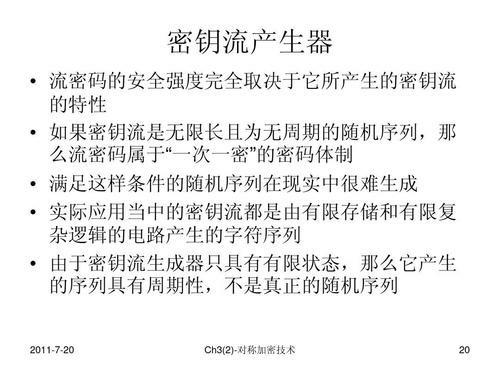 密钥流产生器
• 流密码的安全强度完全取决于它所产生的密钥流
的特性
• 如果密钥流是无限长且为无周期的随机序列，那
么流密码属于“一次一密”的密码体制
• 满足这样条件的随机序列在现实中很难生成
• 实际应用当中的密钥流都是由有限存储和有限复
杂逻辑的电路产生的字符序列
• 由于密钥流生成器只具有有限状态，那么它产生
的序列具有周期性，不是真正的随机序列
2011-7-20
Ch3(2)-对称加密技术
20